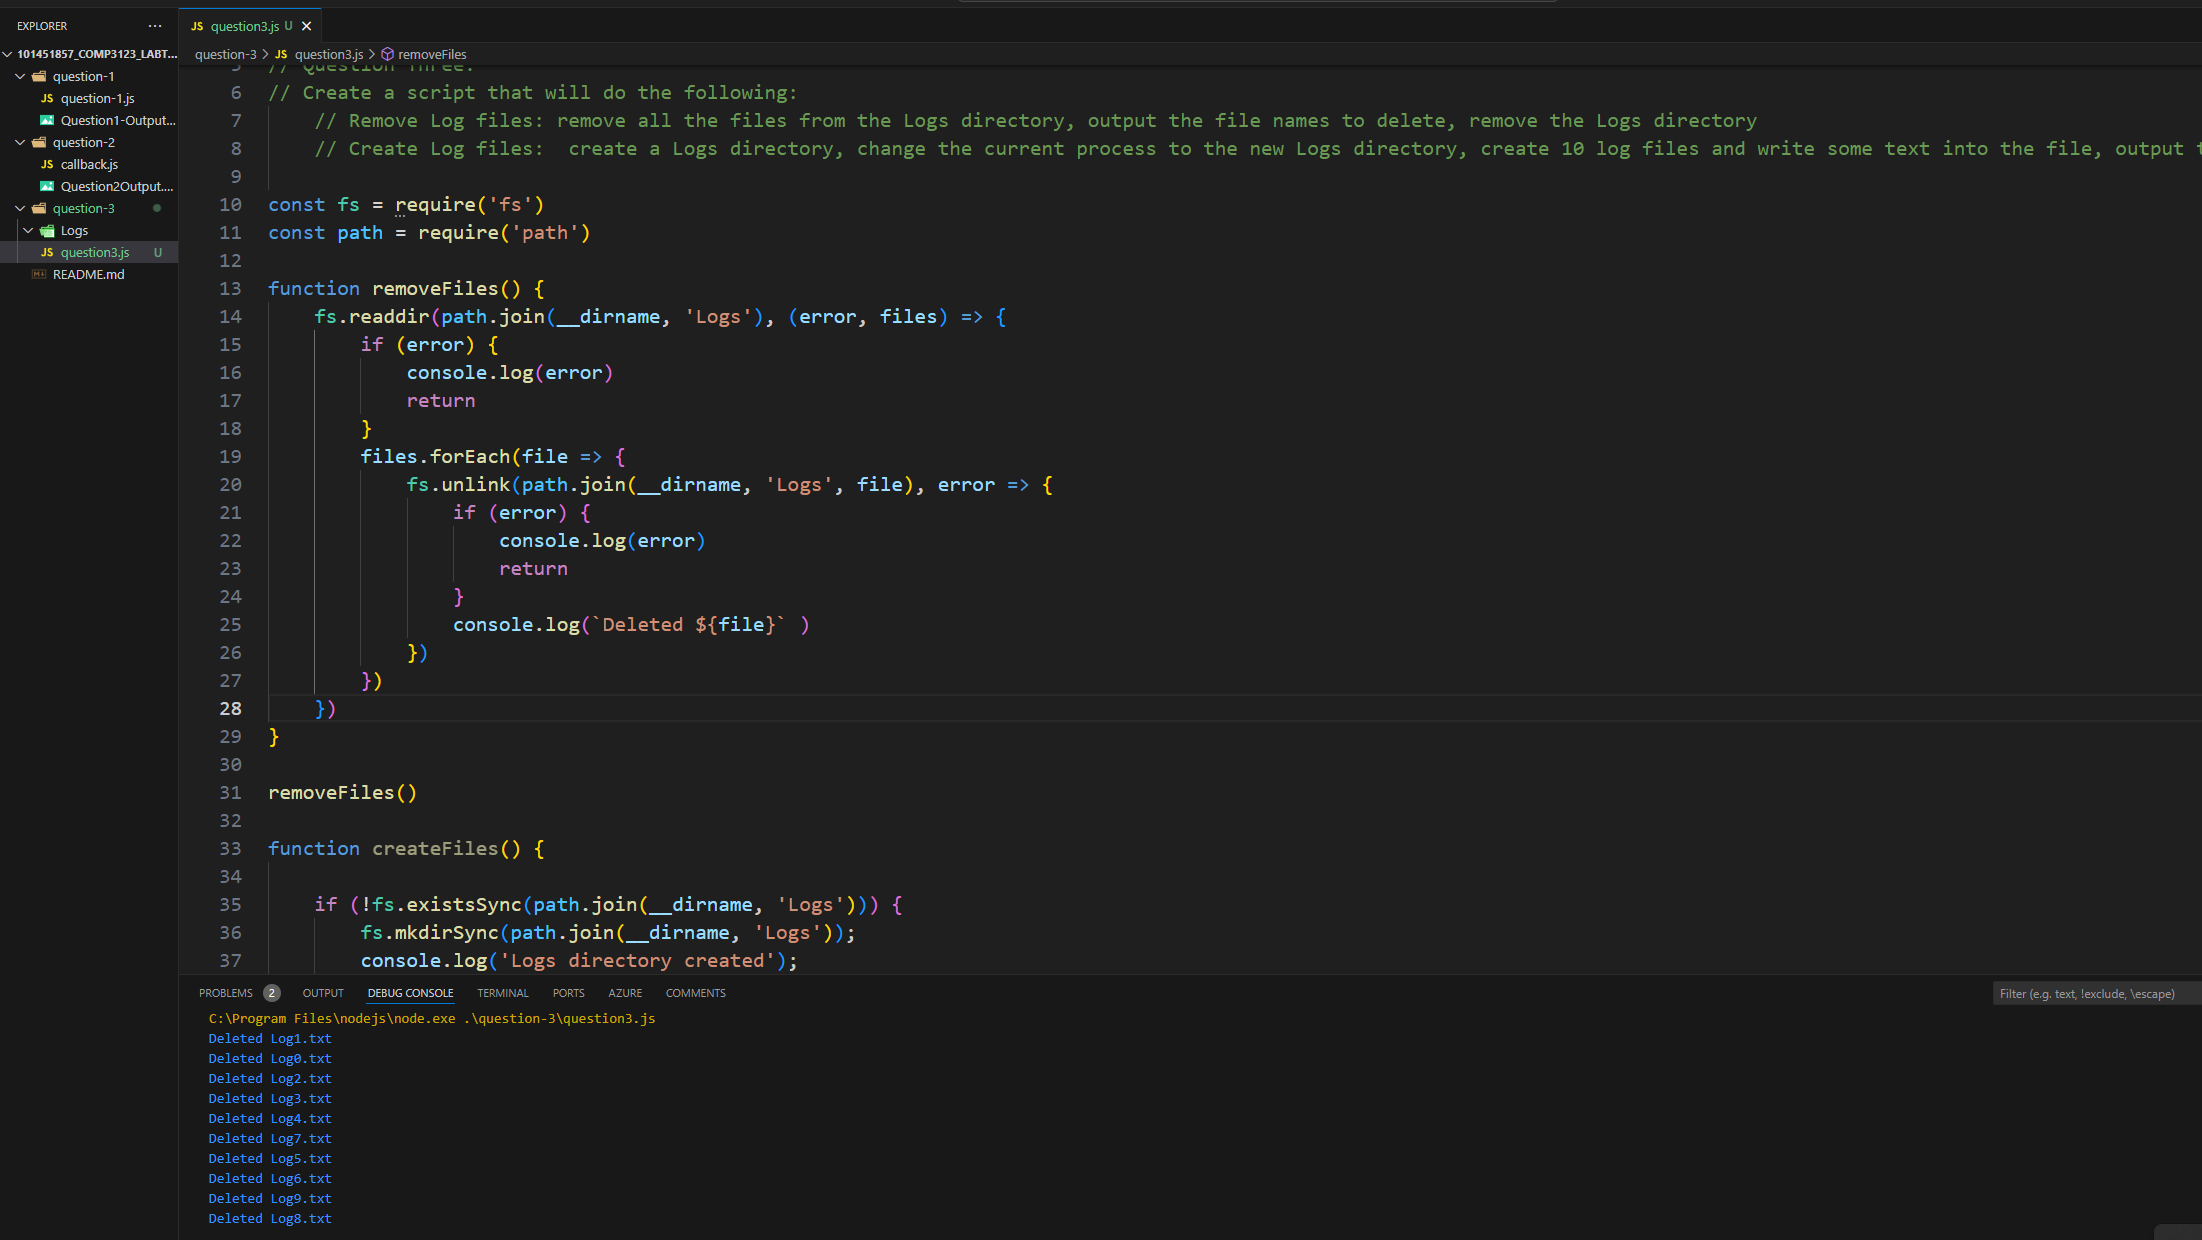 EXPLORER ···
101451857_COMP3123_LABT...
question-1
JS question-1.js
Question1-Output...
question-2
JS callback.js
Question2Output....
question-3
Logs
JS question3.js U
README.md
JS question3.js U
question-3 > JS question3.js > removeFiles
5 // Question Three:
6 // Create a script that will do the following:
7 // Remove Log files: remove all the files from the Logs directory, output the file names to delete, remove the Logs directory
8 // Create Log files:  create a Logs directory, change the current process to the new Logs directory, create 10 log files and write some text into the file, output t
9
10 const fs = require('fs')
11 const path = require('path')
12
13 function removeFiles() {
14 fs.readdir(path.join(__dirname, 'Logs'), (error, files) => {
15 if (error) {
16 console.log(error)
17 return
18 }
19 files.forEach(file => {
20 fs.unlink(path.join(__dirname, 'Logs', file), error => {
21 if (error) {
22 console.log(error)
23 return
24 }
25 console.log(`Deleted ${file}` )
26 })
27 })
28 })
29 }
30
31 removeFiles()
32
33 function createFiles() {
34
35 if (!fs.existsSync(path.join(__dirname, 'Logs'))) {
36 fs.mkdirSync(path.join(__dirname, 'Logs'));
37 console.log('Logs directory created');
PROBLEMS 2 OUTPUT DEBUG CONSOLE TERMINAL PORTS AZURE COMMENTS Filter (e.g. text, !exclude, \escape)
C:\Program Files\nodejs\node.exe .\question-3\question3.js
Deleted Log1.txt
Deleted Log0.txt
Deleted Log2.txt
Deleted Log3.txt
Deleted Log4.txt
Deleted Log7.txt
Deleted Log5.txt
Deleted Log6.txt
Deleted Log9.txt
Deleted Log8.txt